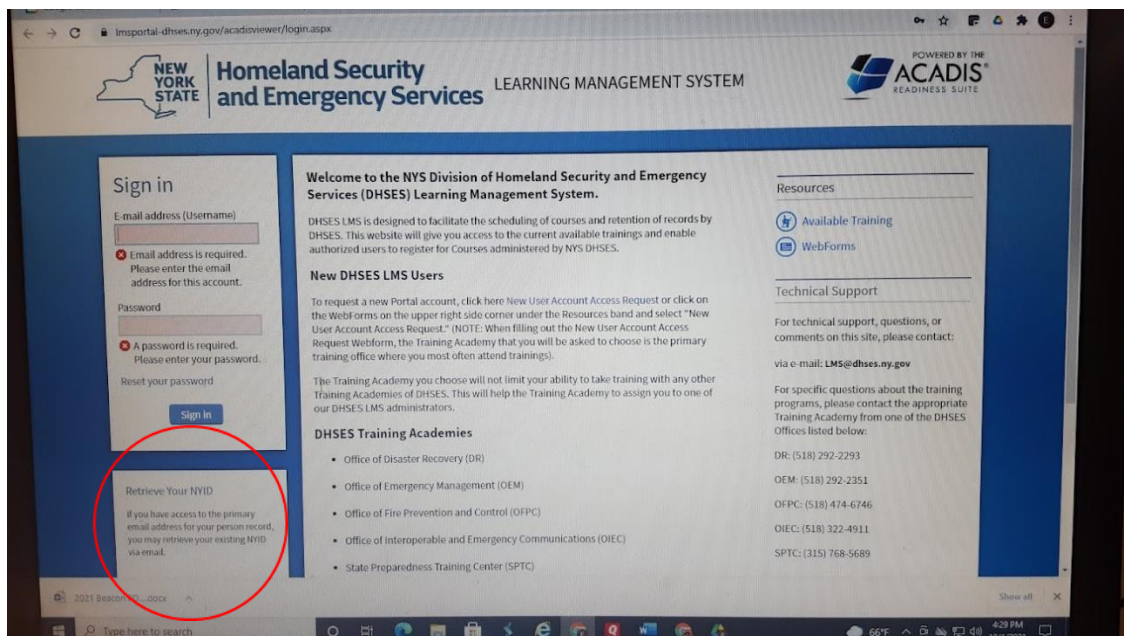 lmsportal-dhses.ny.gov/acadisviewer/login.aspx
NEW
YORK
STATE
Homeland Security
and Emergency Services
LEARNING MANAGEMENT SYSTEM
POWERED BY THE
ACADIS®
READINESS SUITE
Sign in
E-mail address (Username)
Email address is required.
Please enter the email
address for this account.
Password
A password is required.
Please enter your password.
Reset your password
Sign In
Retrieve Your NYID
If you have access to the primary
email address for your person record,
you may retrieve your existing NYID
via email.
Welcome to the NYS Division of Homeland Security and Emergency
Services (DHSES) Learning Management System.
DHSES LMS is designed to facilitate the scheduling of courses and retention of records by
DHSES. This website will give you access to the current available trainings and enable
authorized users to register for Courses administered by NYS DHSES.
New DHSES LMS Users
To request a new Portal account, click here New User Account Access Request or click on
the WebForms on the upper right side corner under the Resources band and select "New
User Account Access Request." (NOTE: When filling out the New User Account Access
Request Webform, the Training Academy that you will be asked to choose is the primary
training office where you most often attend trainings).
The Training Academy you choose will not limit your ability to take training with any other
Training Academies of DHSES. This will help the Training Academy to assign you to one of
our DHSES LMS administrators.
DHSES Training Academies
• Office of Disaster Recovery (DR)
• Office of Emergency Management (OEM)
• Office of Fire Prevention and Control (OFPC)
• Office of Interoperable and Emergency Communications (OIEC)
• State Preparedness Training Center (SPTC)
Resources
Available Training
WebForms
Technical Support
For technical support, questions, or
comments on this site, please contact:
via e-mail: LMS@dhses.ny.gov
For specific questions about the training
programs, please contact the appropriate
Training Academy from one of the DHSES
Offices listed below:
DR: (518) 292-2293
OEM: (518) 292-2351
OFPC: (518) 474-6746
OIEC: (518) 322-4911
SPTC: (315) 768-5689
2021 Beacon ...docx
Show all
Type here to search
66°F
4:29 PM